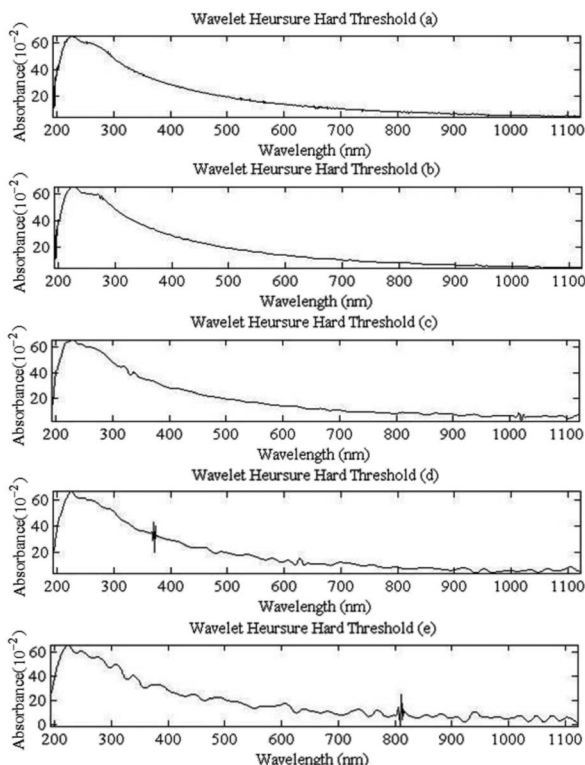 Wavelet Heursure Hard Threshold (a)
Absorbance(10⁻²)
60
40
20
200 300 400 500 600 700 800 900 1000 1100
Wavelength (nm)
Wavelet Heursure Hard Threshold (b)
Absorbance(10⁻²)
60
40
20
200 300 400 500 600 700 800 900 1000 1100
Wavelength (nm)
Wavelet Heursure Hard Threshold (c)
Absorbance(10⁻²)
60
40
20
200 300 400 500 600 700 800 900 1000 1100
Wavelength (nm)
Wavelet Heursure Hard Threshold (d)
Absorbance(10⁻²)
60
40
20
200 300 400 500 600 700 800 900 1000 1100
Wavelength (nm)
Wavelet Heursure Hard Threshold (e)
Absorbance(10⁻²)
60
40
20
0
200 300 400 500 600 700 800 900 1000 1100
Wavelength (nm)